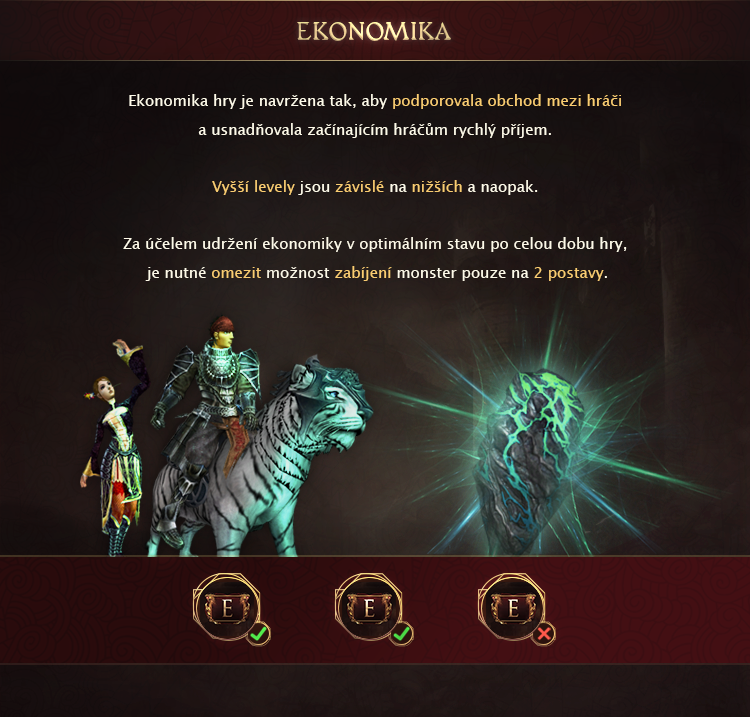 EKONOMIKA
Ekonomika hry je navržena tak, aby podporovala obchod mezi hráči
a usnadňovala začínajícím hráčům rychlý příjem.
Vyšší levely jsou závislé na nižších a naopak.
Za účelem udržení ekonomiky v optimálním stavu po celou dobu hry,
je nutné omezit možnost zabíjení monster pouze na 2 postavy.
E E E